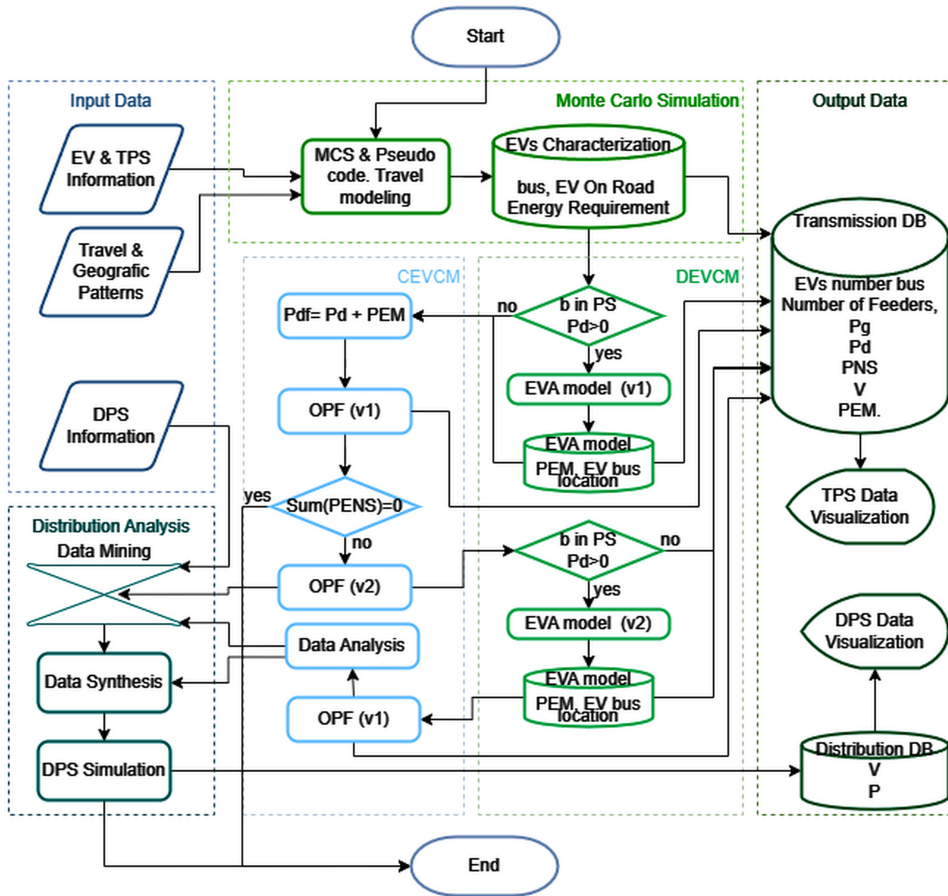 Start
Input Data
EV & TPS
Information
Travel &
Geografic
Patterns
DPS
Information
Monte Carlo Simulation
MCS & Pseudo
code. Travel
modeling
EVs Characterization
bus, EV On Road
Energy Requirement
Output Data
Transmission DB
EVs number bus
Number of Feeders,
Pg
Pd
PNS
V
PEM.
TPS Data
Visualization
DPS Data
Visualization
Distribution DB
V
P
CEVCM
Pdf= Pd + PEM
OPF (v1)
yes
Sum(PENS)=0
no
OPF (v2)
Data Analysis
OPF (v1)
DEVCM
no
b in PS
Pd>0
yes
EVA model (v1)
EVA model
PEM, EV bus
location
b in PS
Pd>0
no
yes
EVA model (v2)
EVA model
PEM, EV bus
location
Distribution Analysis
Data Mining
Data Synthesis
DPS Simulation
End